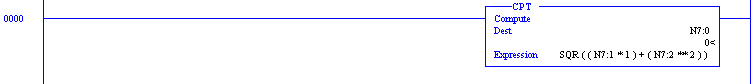 CPT
0000
Compute
Dest N7:0
0<
Expression SQR ( ( N7:1 * 1 ) + ( N7:2 ** 2 ) )